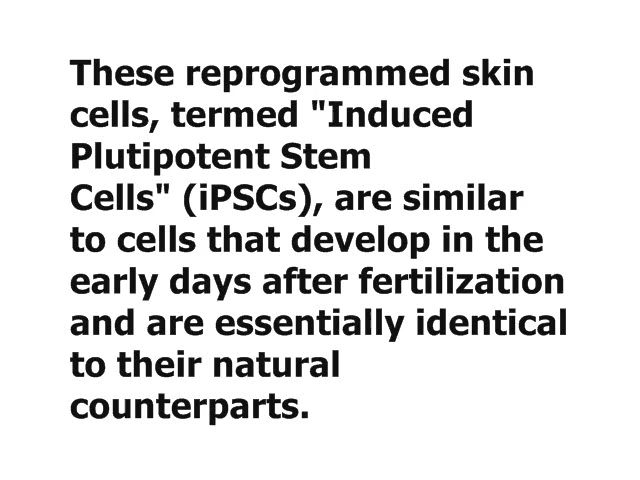 These reprogrammed skin
cells, termed "Induced
Plutipotent Stem
Cells" (iPSCs), are similar
to cells that develop in the
early days after fertilization
and are essentially identical
to their natural
counterparts.